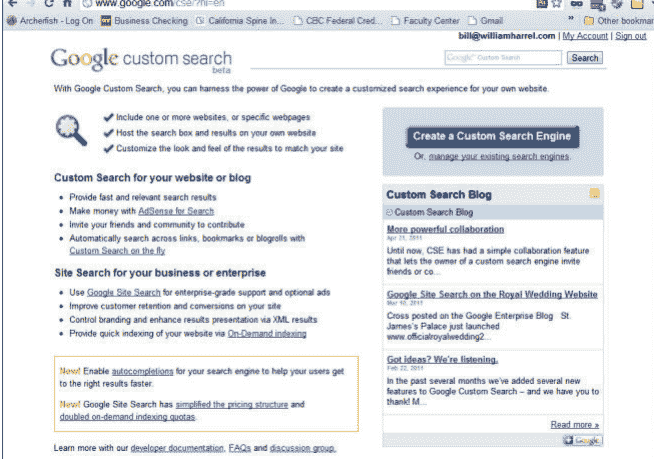 www.google.com/cse/?hl=en
Archerfish - Log On
Business Checking
California Spine In...
CBC Federal Cred...
Faculty Center
Gmail
»
Other bookmar
bill@williamharrel.com | My Account | Sign out
Google custom search
beta
Google™ Custom Search
Search
With Google Custom Search, you can harness the power of Google to create a customized search experience for your own website.
Include one or more websites, or specific webpages
Host the search box and results on your own website
Customize the look and feel of the results to match your site
Create a Custom Search Engine
Or, manage your existing search engines.
Custom Search for your website or blog
• Provide fast and relevant search results
• Make money with AdSense for Search
• Invite your friends and community to contribute
• Automatically search across links, bookmarks or blogrolls with
Custom Search on the fly
Site Search for your business or enterprise
• Use Google Site Search for enterprise-grade support and optional ads
• Improve customer retention and conversions on your site
• Control branding and enhance results presentation via XML results
• Provide quick indexing of your website via On-Demand indexing
New! Enable autocompletions for your search engine to help your users get
to the right results faster.
New! Google Site Search has simplified the pricing structure and
doubled on-demand indexing quotas.
Learn more with our developer documentation, FAQs and discussion group.
Custom Search Blog
Custom Search Blog
More powerful collaboration
Apr 21, 2011
Until now, CSE has had a simple collaboration feature
that lets the owner of a custom search engine invite
friends or co...
Google Site Search on the Royal Wedding Website
Mar 10, 2011
Cross posted on the Google Enterprise Blog St.
James's Palace just launched
www.officialroyalwedding2...
Got ideas? We're listening.
Feb 22, 2011
In the past several months we've added several new
features to Google Custom Search – and we have you to
thank! M...
Read more »
Google